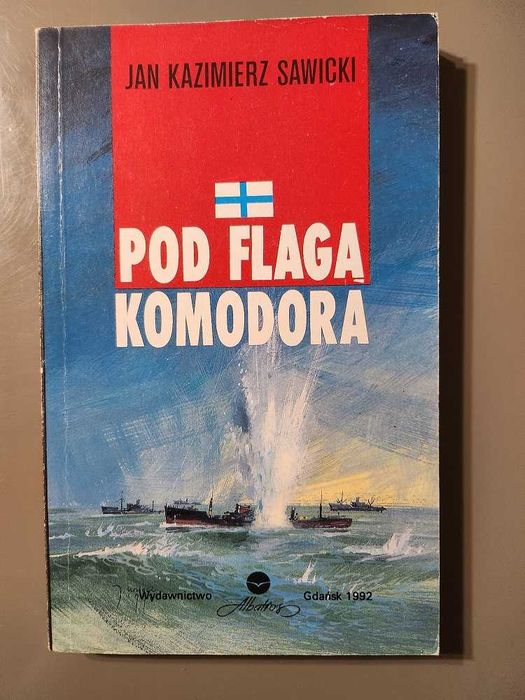 JAN KAZIMIERZ SAWICKI
POD FLAGĄ
KOMODORA
Wydawnictwo Albatros Gdańsk 1992